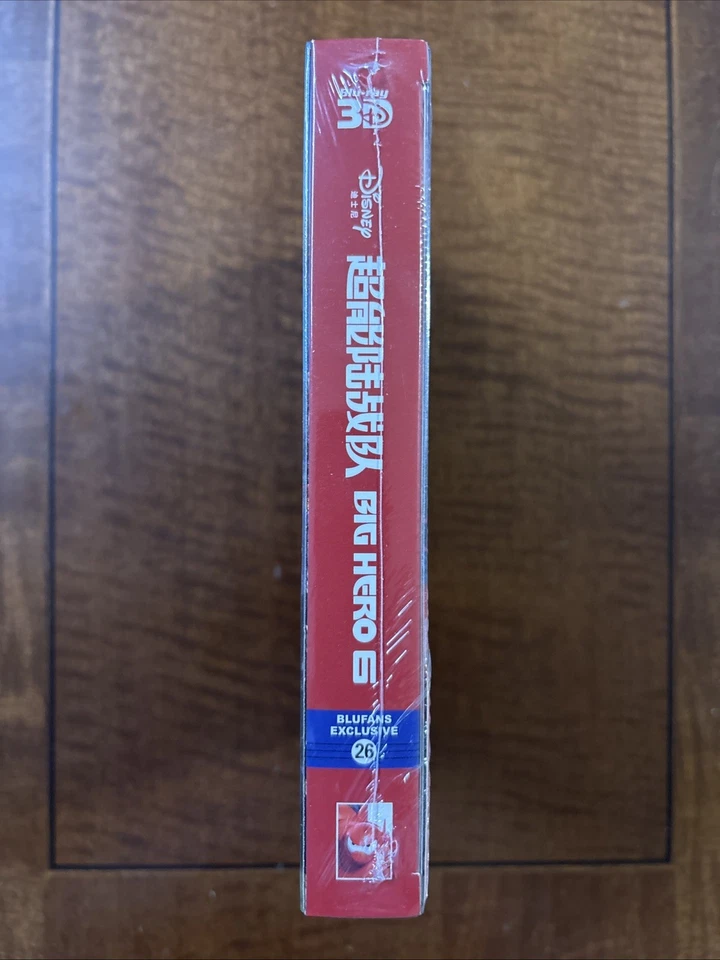 Blu-ray
3D
Disney
迪士尼
超能陆战队
BIG HERO 6
BLUFANS
EXCLUSIVE
26